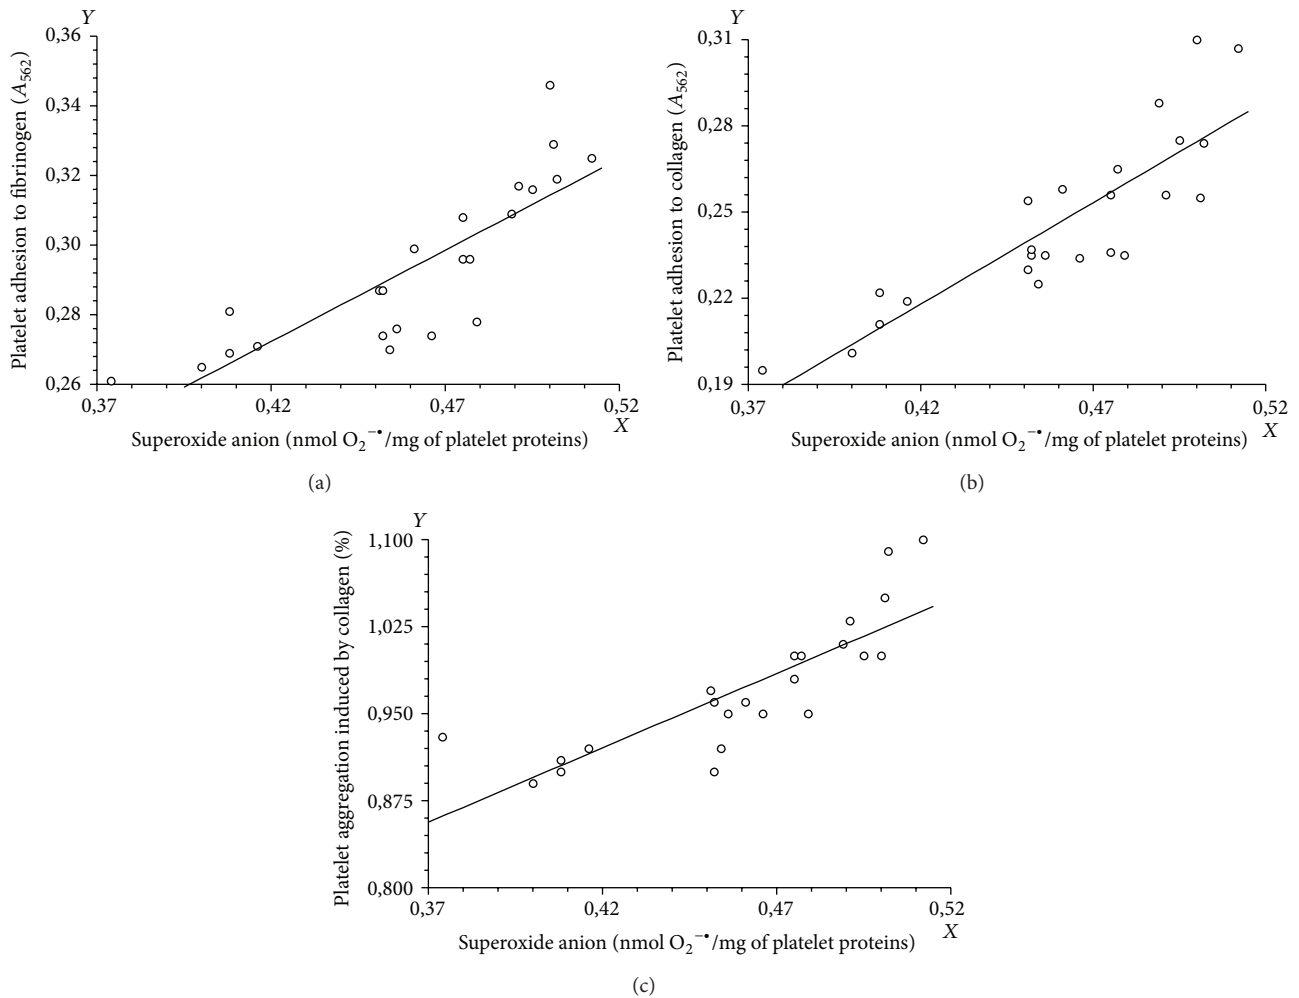 Y
0,36
0,34
0,32
0,30
0,28
0,26
Platelet adhesion to fibrinogen (A₅₆₂)
0,37 0,42 0,47 0,52
X
Superoxide anion (nmol O₂⁻•/mg of platelet proteins)
(a)
Y
0,31
0,28
0,25
0,22
0,19
Platelet adhesion to collagen (A₅₆₂)
0,37 0,42 0,47 0,52
X
Superoxide anion (nmol O₂⁻•/mg of platelet proteins)
(b)
Y
1,100
1,025
0,950
0,875
0,800
Platelet aggregation induced by collagen (%)
0,37 0,42 0,47 0,52
X
Superoxide anion (nmol O₂⁻•/mg of platelet proteins)
(c)